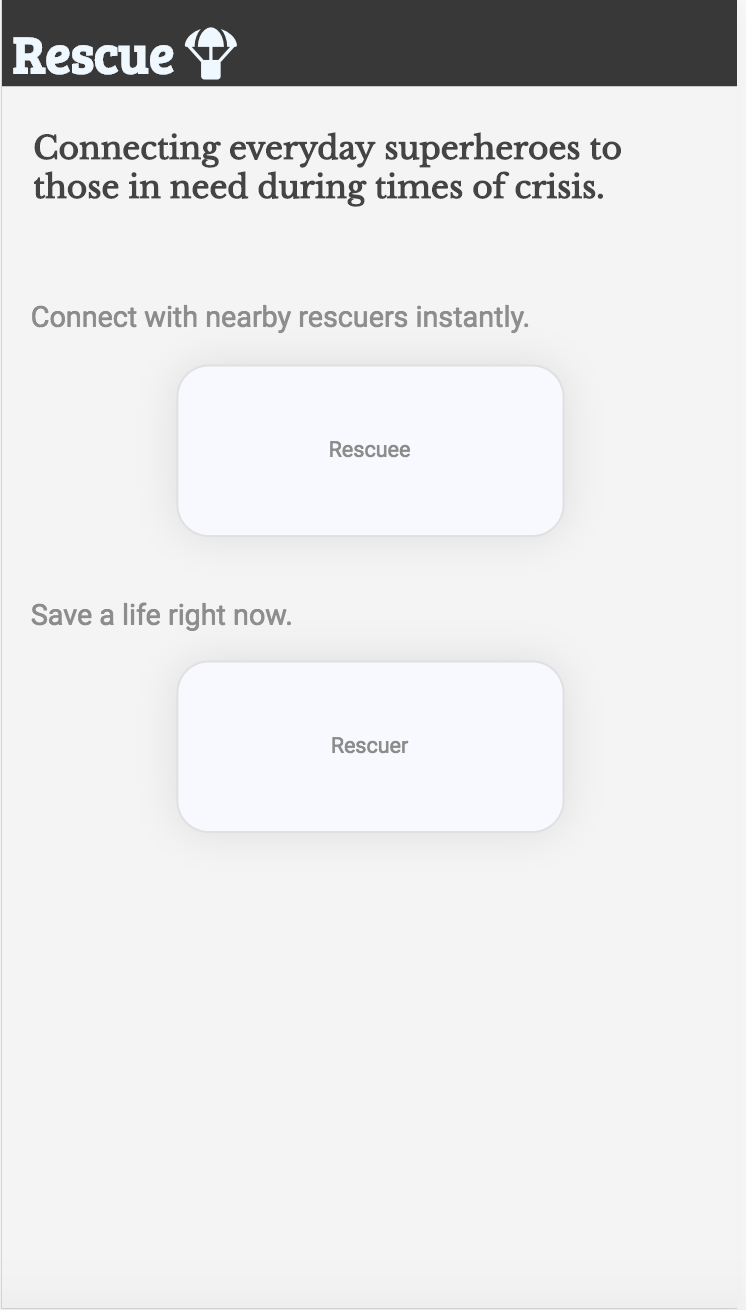 Rescue
Connecting everyday superheroes to
those in need during times of crisis.
Connect with nearby rescuers instantly.
Rescuee
Save a life right now.
Rescuer